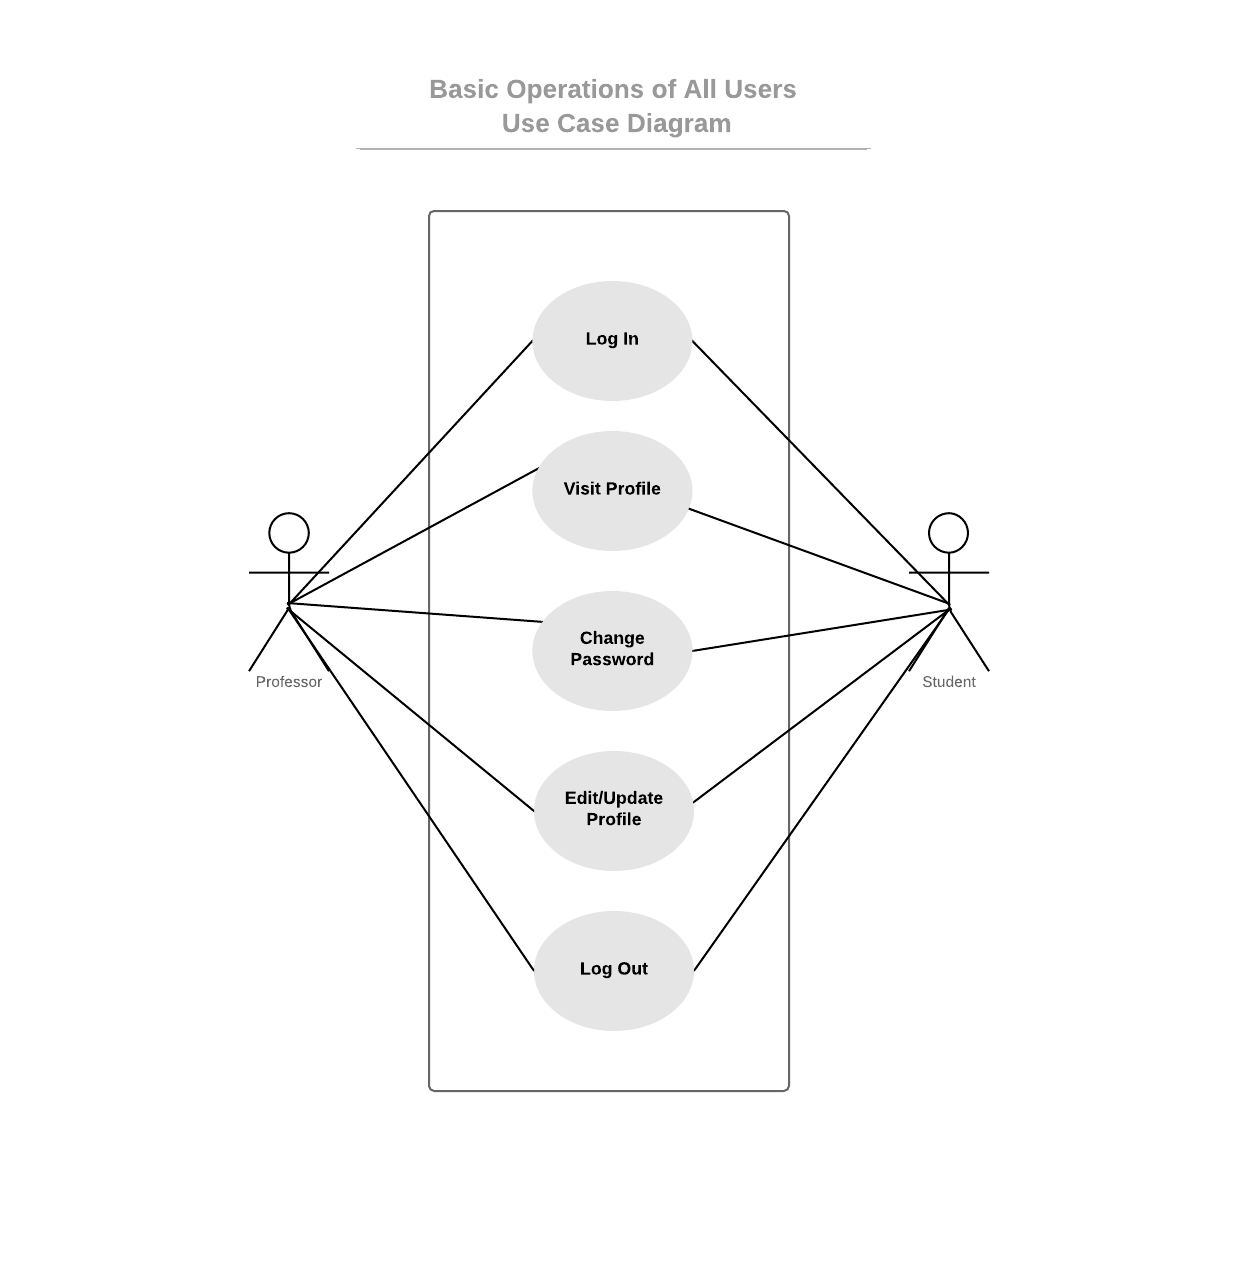 Basic Operations of All Users
Use Case Diagram
Log In
Visit Profile
Change
Password
Professor
Student
Edit/Update
Profile
Log Out